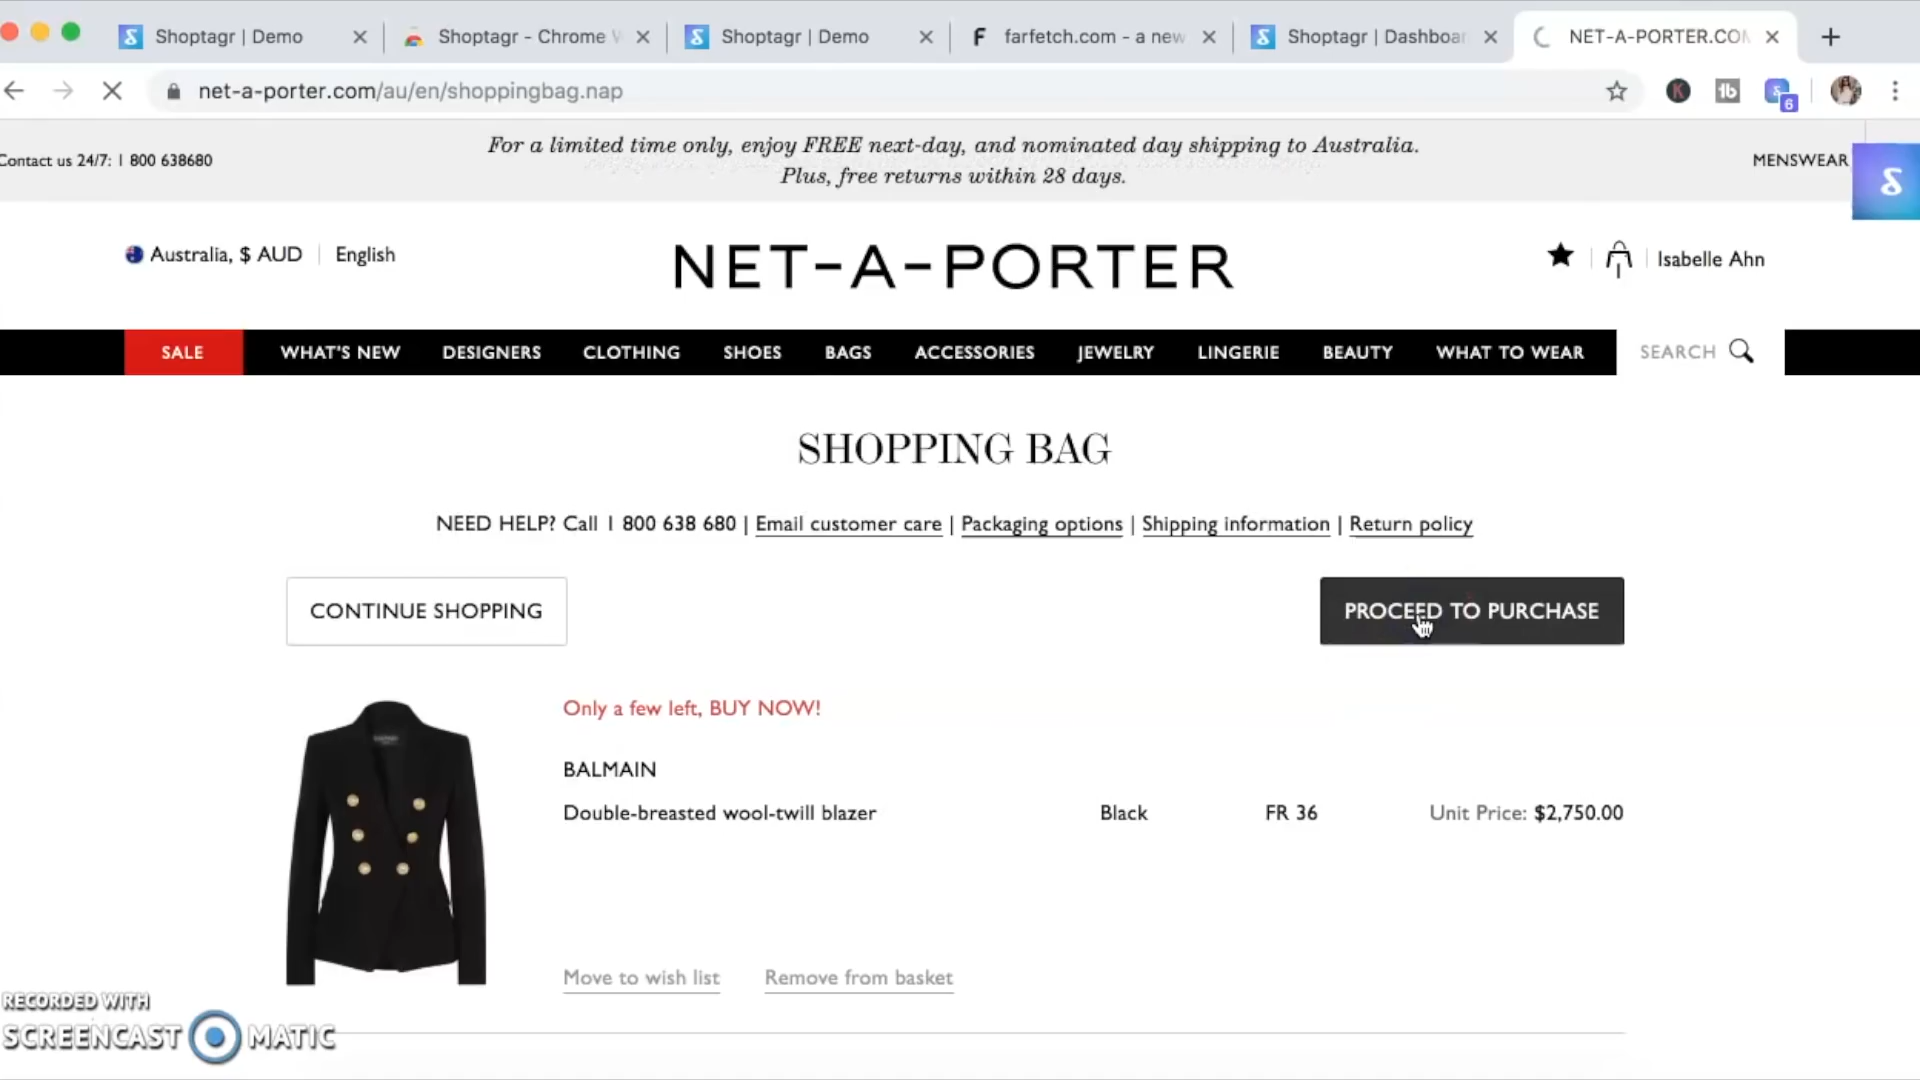 Shoptagr | Demo
Shoptagr - Chrome
Shoptagr | Demo
farfetch.com - a new
Shoptagr | Dashboar
NET-A-PORTER.COM
net-a-porter.com/au/en/shoppingbag.nap
K
tb
6
Contact us 24/7: 1 800 638680
For a limited time only, enjoy FREE next-day, and nominated day shipping to Australia.
Plus, free returns within 28 days.
MENSWEAR
Australia, $ AUD
English
NET-A-PORTER
1
Isabelle Ahn
SALE
WHAT'S NEW
DESIGNERS
CLOTHING
SHOES
BAGS
ACCESSORIES
JEWELRY
LINGERIE
BEAUTY
WHAT TO WEAR
SEARCH
SHOPPING BAG
NEED HELP? Call 1 800 638 680 | Email customer care | Packaging options | Shipping information | Return policy
CONTINUE SHOPPING
PROCEED TO PURCHASE
Only a few left, BUY NOW!
BALMAIN
Double-breasted wool-twill blazer
Black
FR 36
Unit Price: $2,750.00
Move to wish list
Remove from basket
RECORDED WITH
SCREENCAST MATIC